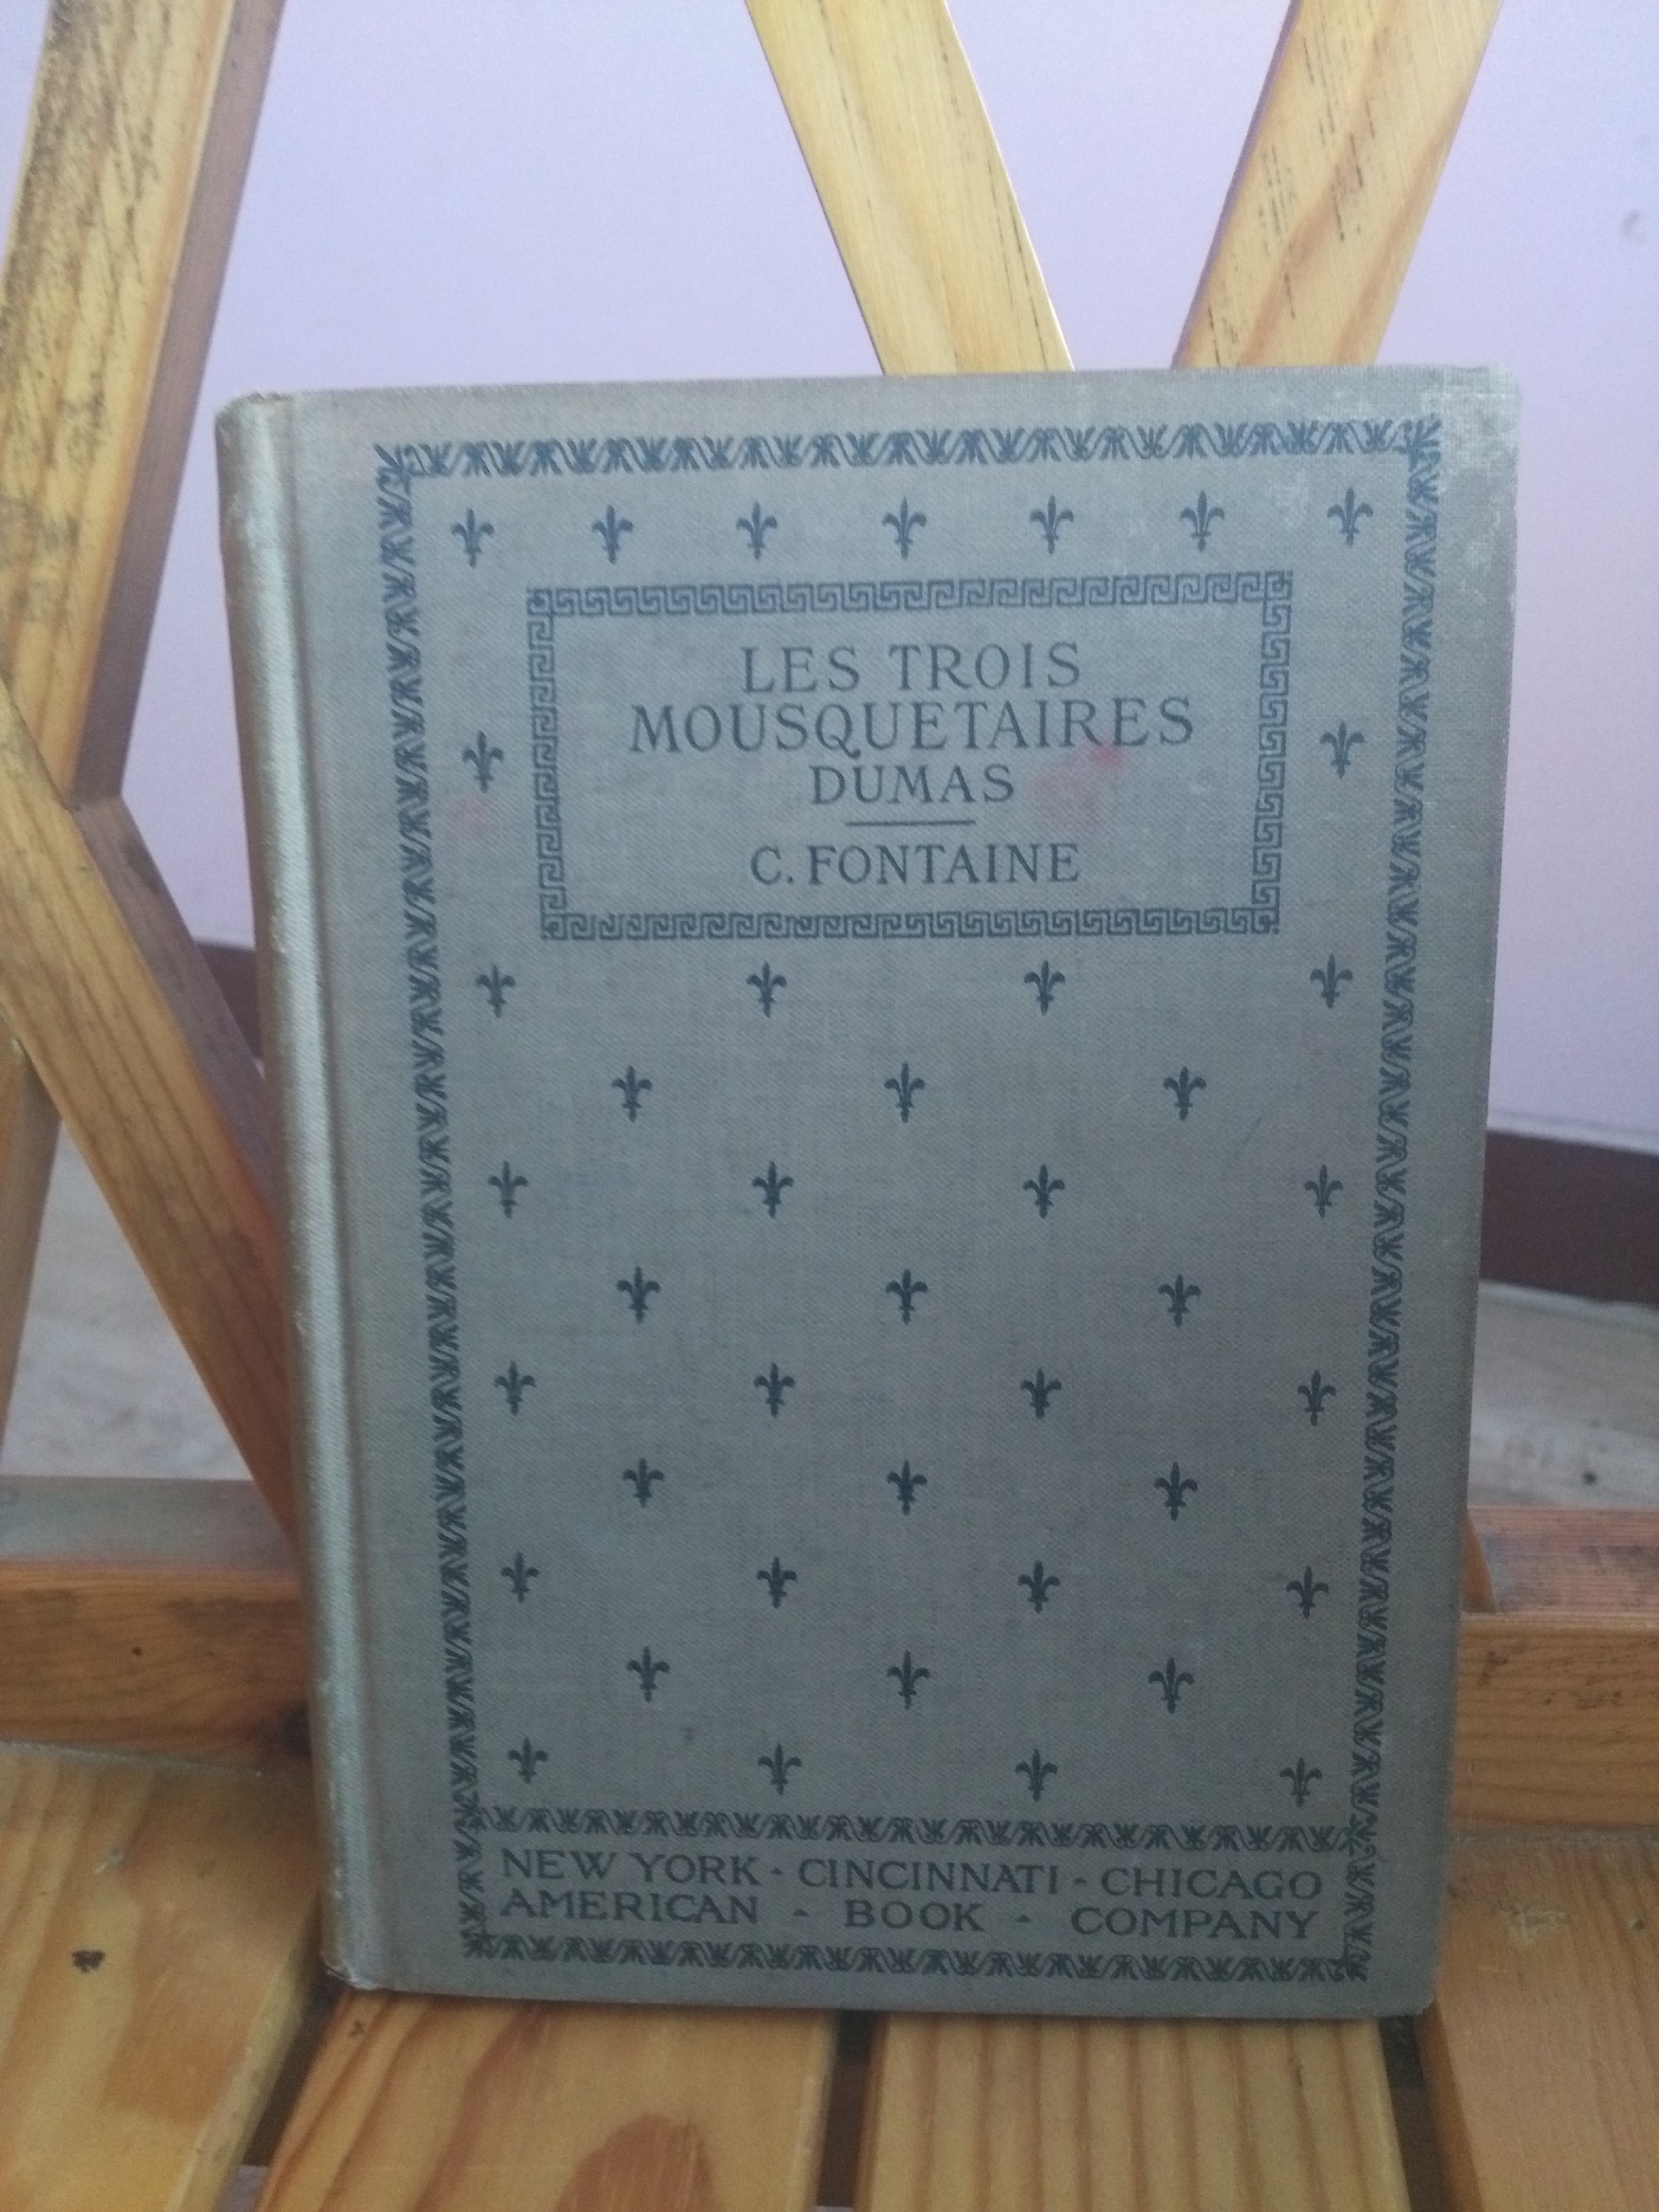 LES TROIS
MOUSQUETAIRES
DUMAS
C. FONTAINE
NEW YORK - CINCINNATI - CHICAGO
AMERICAN - BOOK - COMPANY